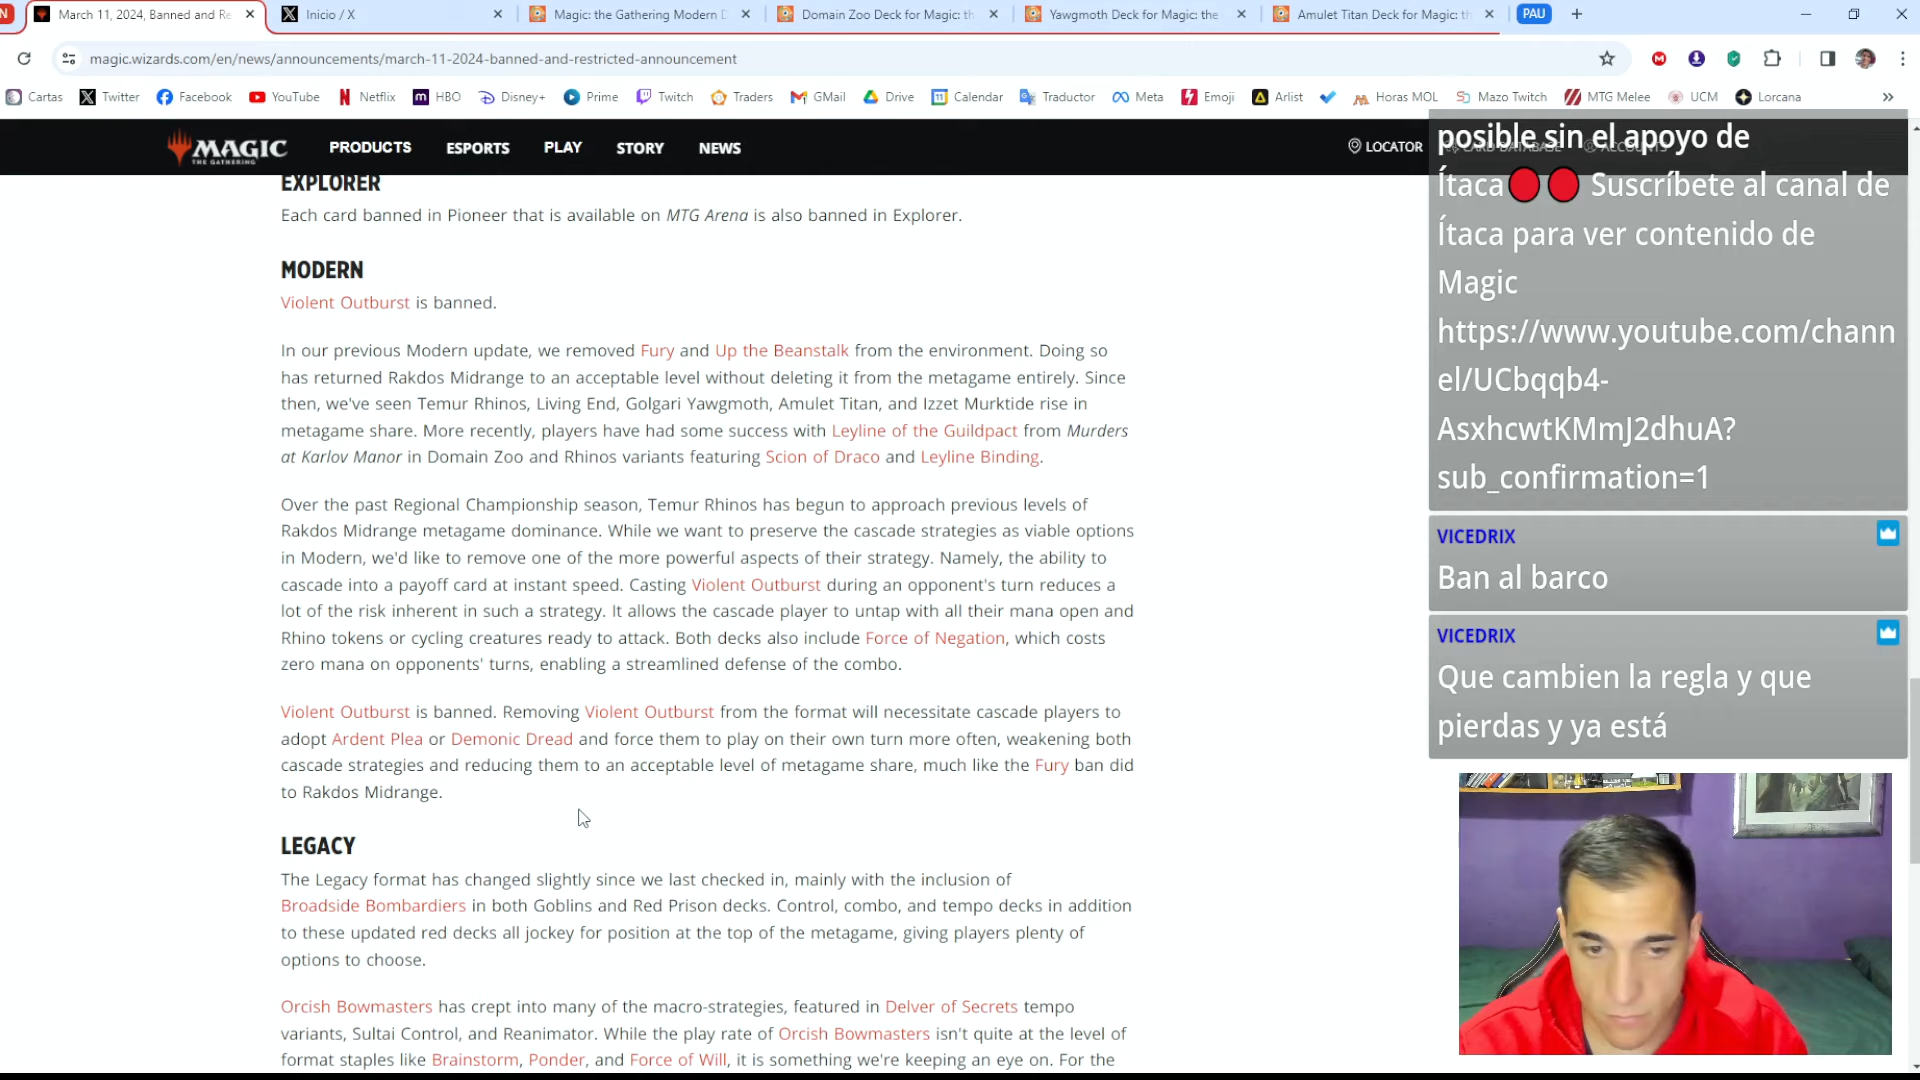 March 11, 2024, Banned and Re
Inicio / X
Magic: the Gathering Modern D
Domain Zoo Deck for Magic: th
Yawgmoth Deck for Magic: the
Amulet Titan Deck for Magic: th
PAU
magic.wizards.com/en/news/announcements/march-11-2024-banned-and-restricted-announcement
Cartas Twitter Facebook YouTube Netflix HBO Disney+ Prime Twitch Traders GMail Drive Calendar Traductor Meta Emoji Arlist Horas MOL Mazo Twitch MTG Melee UCM Lorcana
MAGIC
THE GATHERING
PRODUCTS ESPORTS PLAY STORY NEWS LOCATOR CARD DATABASE ACCOUNTS
EXPLORER
Each card banned in Pioneer that is available on MTG Arena is also banned in Explorer.
MODERN
Violent Outburst is banned.
In our previous Modern update, we removed Fury and Up the Beanstalk from the environment. Doing so
has returned Rakdos Midrange to an acceptable level without deleting it from the metagame entirely. Since
then, we've seen Temur Rhinos, Living End, Golgari Yawgmoth, Amulet Titan, and Izzet Murktide rise in
metagame share. More recently, players have had some success with Leyline of the Guildpact from Murders
at Karlov Manor in Domain Zoo and Rhinos variants featuring Scion of Draco and Leyline Binding.
Over the past Regional Championship season, Temur Rhinos has begun to approach previous levels of
Rakdos Midrange metagame dominance. While we want to preserve the cascade strategies as viable options
in Modern, we'd like to remove one of the more powerful aspects of their strategy. Namely, the ability to
cascade into a payoff card at instant speed. Casting Violent Outburst during an opponent's turn reduces a
lot of the risk inherent in such a strategy. It allows the cascade player to untap with all their mana open and
Rhino tokens or cycling creatures ready to attack. Both decks also include Force of Negation, which costs
zero mana on opponents' turns, enabling a streamlined defense of the combo.
Violent Outburst is banned. Removing Violent Outburst from the format will necessitate cascade players to
adopt Ardent Plea or Demonic Dread and force them to play on their own turn more often, weakening both
cascade strategies and reducing them to an acceptable level of metagame share, much like the Fury ban did
to Rakdos Midrange.
LEGACY
The Legacy format has changed slightly since we last checked in, mainly with the inclusion of
Broadside Bombardiers in both Goblins and Red Prison decks. Control, combo, and tempo decks in addition
to these updated red decks all jockey for position at the top of the metagame, giving players plenty of
options to choose.
Orcish Bowmasters has crept into many of the macro-strategies, featured in Delver of Secrets tempo
variants, Sultai Control, and Reanimator. While the play rate of Orcish Bowmasters isn't quite at the level of
format staples like Brainstorm, Ponder, and Force of Will, it is something we're keeping an eye on. For the
posible sin el apoyo de
Ítaca🔴🔴 Suscríbete al canal de
Ítaca para ver contenido de
Magic
https://www.youtube.com/chann
el/UCbqqb4-
AsxhcwtKMmJ2dhuA?
sub_confirmation=1
VICEDRIX
Ban al barco
VICEDRIX
Que cambien la regla y que
pierdas y ya está